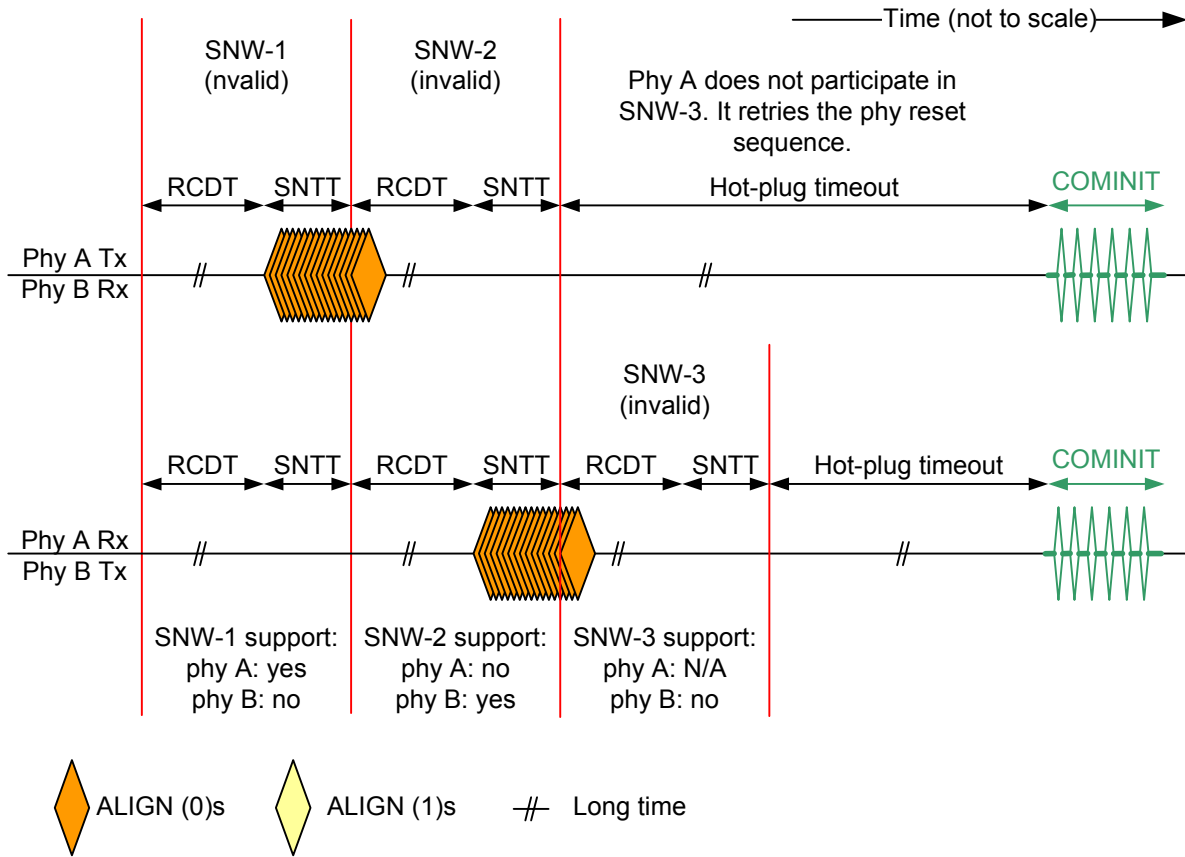 Time (not to scale)
SNW-1
(nvalid)
SNW-2
(invalid)
Phy A does not participate in
SNW-3. It retries the phy reset
sequence.
RCDT
SNTT
RCDT
SNTT
Hot-plug timeout
COMINIT
Phy A Tx
Phy B Rx
SNW-3
(invalid)
RCDT
SNTT
RCDT
SNTT
RCDT
SNTT
Hot-plug timeout
COMINIT
Phy A Rx
Phy B Tx
SNW-1 support:
phy A: yes
phy B: no
SNW-2 support:
phy A: no
phy B: yes
SNW-3 support:
phy A: N/A
phy B: no
ALIGN (0)s
ALIGN (1)s
Long time